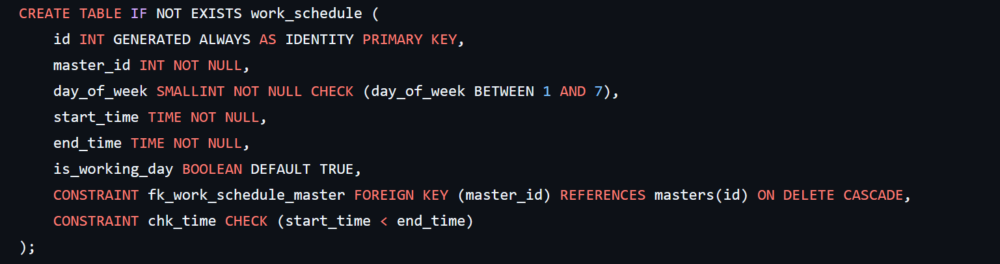 CREATE TABLE IF NOT EXISTS work_schedule (
    id INT GENERATED ALWAYS AS IDENTITY PRIMARY KEY,
    master_id INT NOT NULL,
    day_of_week SMALLINT NOT NULL CHECK (day_of_week BETWEEN 1 AND 7),
    start_time TIME NOT NULL,
    end_time TIME NOT NULL,
    is_working_day BOOLEAN DEFAULT TRUE,
    CONSTRAINT fk_work_schedule_master FOREIGN KEY (master_id) REFERENCES masters(id) ON DELETE CASCADE,
    CONSTRAINT chk_time CHECK (start_time < end_time)
);